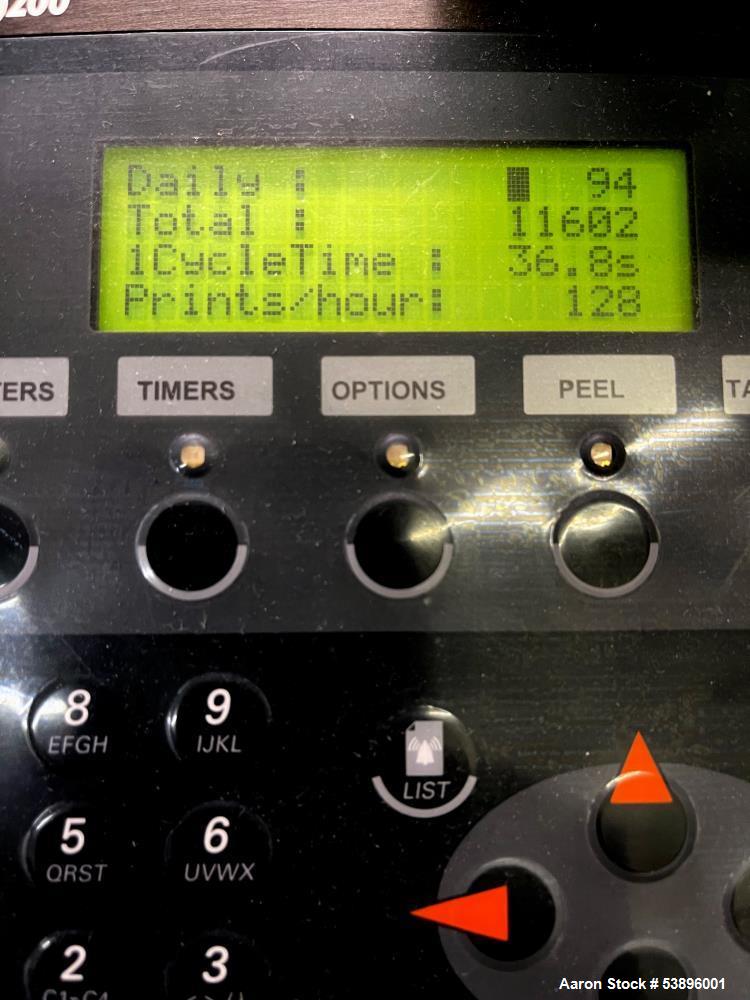 200
Daily : 94
Total : 11602
1CycleTime : 36.8s
Prints/hour: 128
TIMERS OPTIONS PEEL
8 9
EFGH IJKL
LIST
5 6
QRST UVWX
2 3
Aaron Stock # 53896001